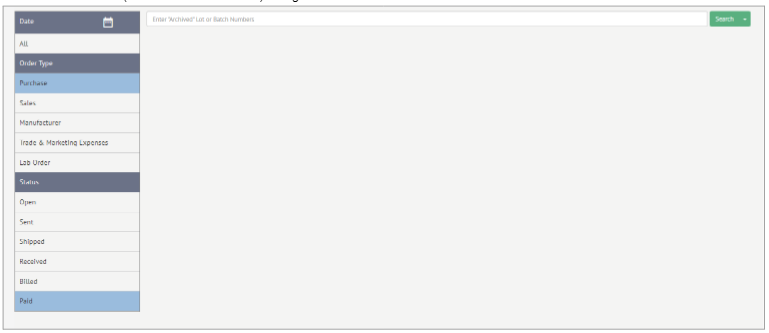 Date
Enter "Archived" Lot or Batch Numbers
Search
All
Order Type
Purchase
Sales
Manufacturer
Trade & Marketing Expenses
Lab Order
Status
Open
Sent
Shipped
Received
Billed
Paid